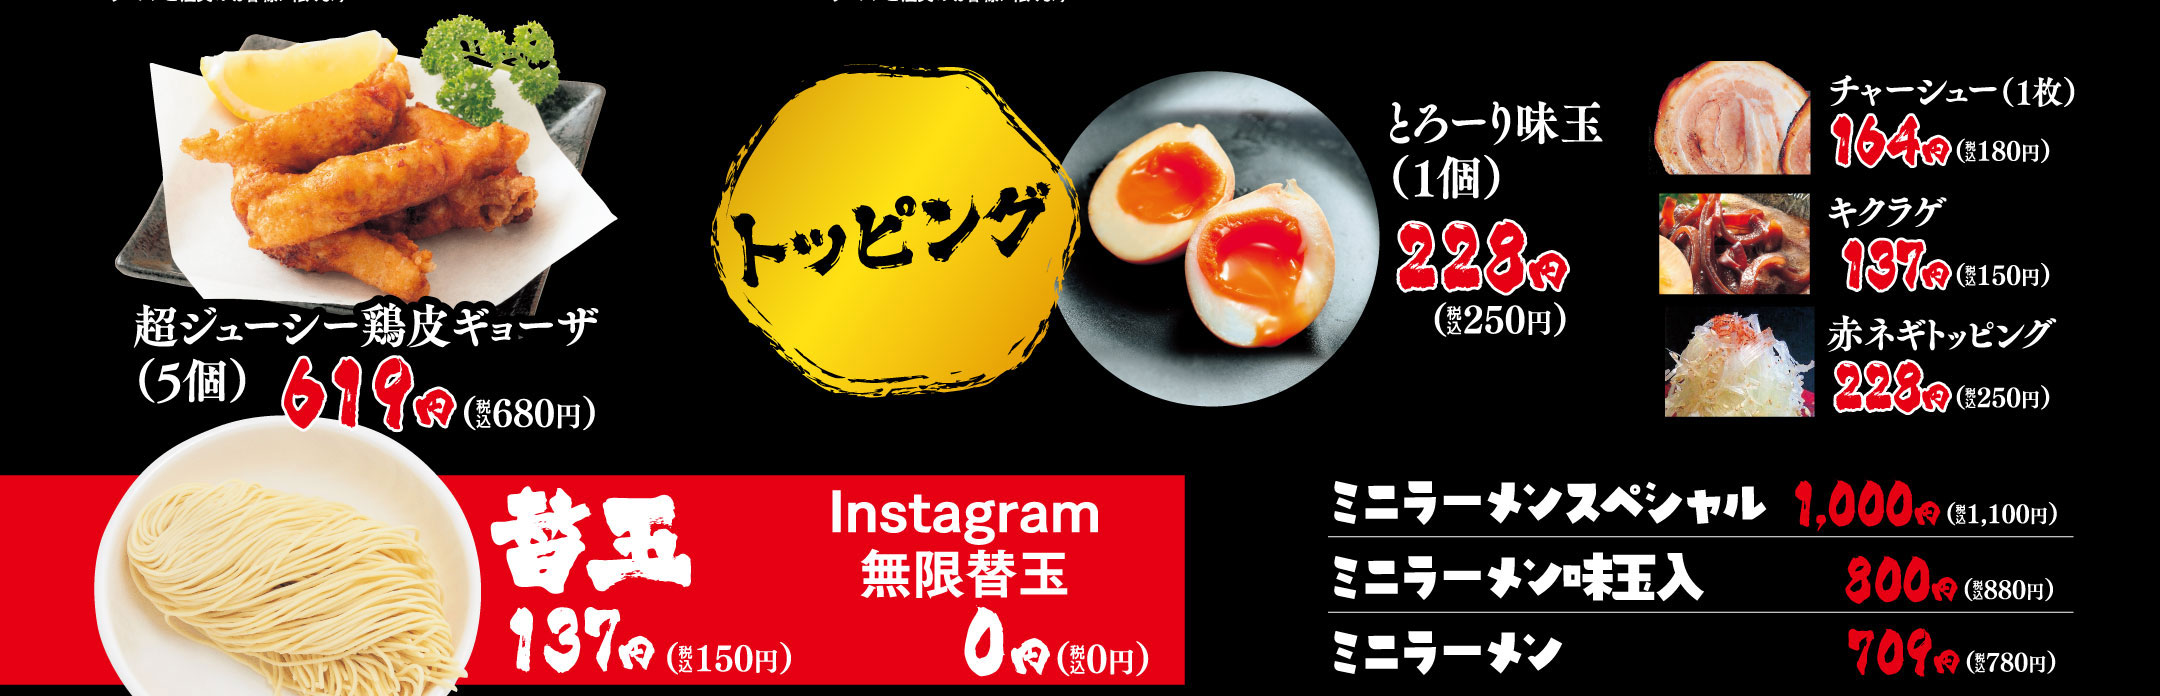 超ジューシー鶏皮ギョーザ
(5個) 619円(税込680円)
トッピング
とろーり味玉
(1個)
228円
(税込250円)
チャーシュー(1枚)
164円(税込180円)
キクラゲ
137円(税込150円)
赤ネギトッピング
228円(税込250円)
替玉
137円(税込150円)
Instagram
無限替玉
0円(税込0円)
ミニラーメンスペシャル 1,000円(税込1,100円)
ミニラーメン味玉入 800円(税込880円)
ミニラーメン 709円(税込780円)